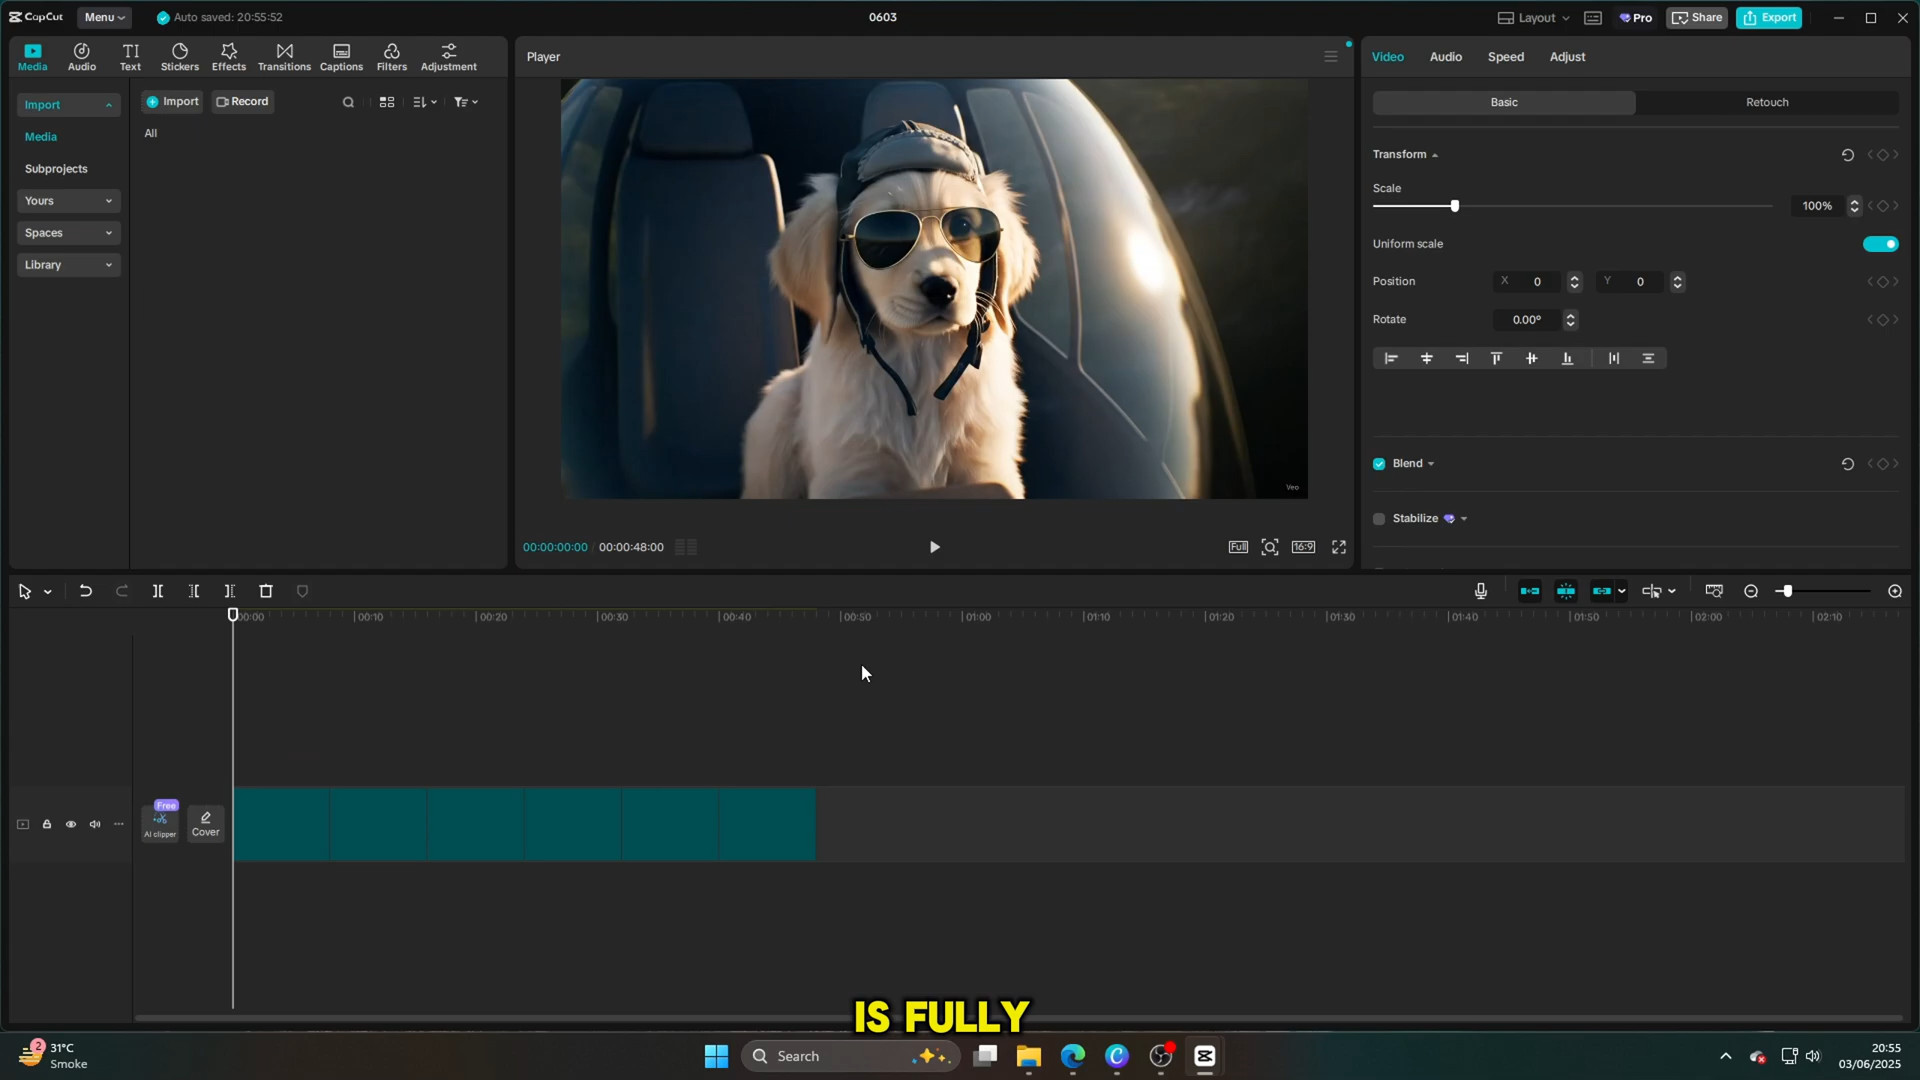 CapCut
Menu
Auto saved: 20:55:52
0603
Layout
Pro
Share
Export
Media
Audio
Text
Stickers
Effects
Transitions
Captions
Filters
Adjustment
Import
Media
Subprojects
Yours
Spaces
Library
Import
Record
All
Player
Veo
00:00:00:00 / 00:00:48:00
Full
16:9
Video
Audio
Speed
Adjust
Basic
Retouch
Transform
Scale
100%
Uniform scale
Position
X 0
Y 0
Rotate
0.00°
Blend
Stabilize
00:00
00:10
00:20
00:30
00:40
00:50
01:00
01:10
01:20
01:30
01:40
01:50
02:00
02:10
Free
AI clipper
Cover
IS FULLY
2
31°C
Smoke
Search
20:55
03/06/2025